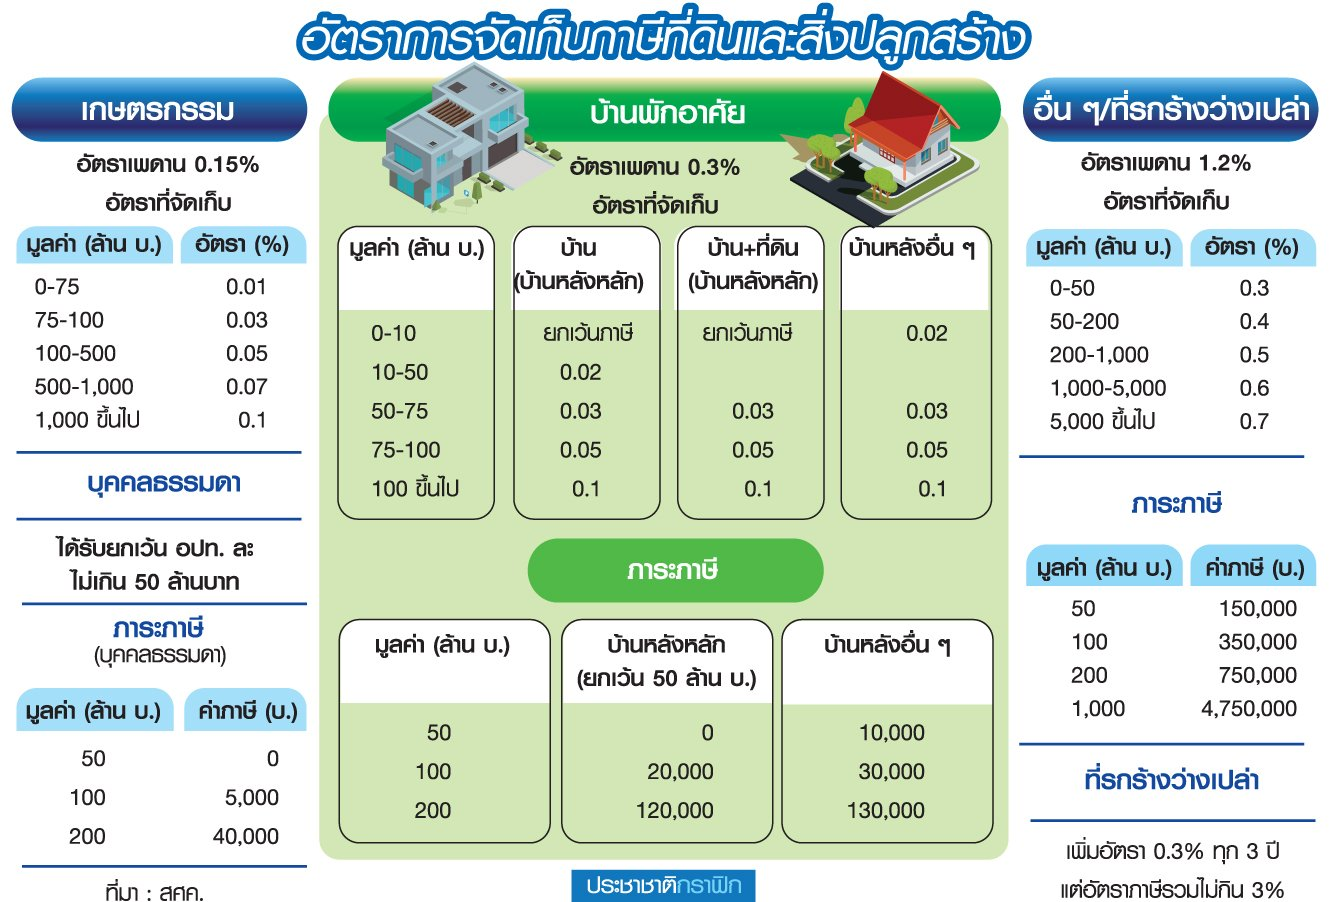 อัตราการจัดเก็บภาษีที่ดินและสิ่งปลูกสร้าง
เกษตรกรรม
อัตราเพดาน 0.15%
อัตราที่จัดเก็บ
มูลค่า (ล้าน บ.) อัตรา (%)
0-75 0.01
75-100 0.03
100-500 0.05
500-1,000 0.07
1,000 ขึ้นไป 0.1
บุคคลธรรมดา
ได้รับยกเว้น อปท. ละ
ไม่เกิน 50 ล้านบาท
ภาระภาษี
(บุคคลธรรมดา)
มูลค่า (ล้าน บ.) ค่าภาษี (บ.)
50 0
100 5,000
200 40,000
ที่มา : สศค.
บ้านพักอาศัย
อัตราเพดาน 0.3%
อัตราที่จัดเก็บ
มูลค่า (ล้าน บ.) บ้าน บ้าน+ที่ดิน บ้านหลังอื่น ๆ
(บ้านหลังหลัก) (บ้านหลังหลัก)
0-10 ยกเว้นภาษี ยกเว้นภาษี 0.02
10-50 0.02
50-75 0.03 0.03 0.03
75-100 0.05 0.05 0.05
100 ขึ้นไป 0.1 0.1 0.1
ภาระภาษี
มูลค่า (ล้าน บ.) บ้านหลังหลัก บ้านหลังอื่น ๆ
(ยกเว้น 50 ล้าน บ.)
50 0 10,000
100 20,000 30,000
200 120,000 130,000
ประชาชาติกราฟิก
อื่น ๆ/ที่รกร้างว่างเปล่า
อัตราเพดาน 1.2%
อัตราที่จัดเก็บ
มูลค่า (ล้าน บ.) อัตรา (%)
0-50 0.3
50-200 0.4
200-1,000 0.5
1,000-5,000 0.6
5,000 ขึ้นไป 0.7
ภาระภาษี
มูลค่า (ล้าน บ.) ค่าภาษี (บ.)
50 150,000
100 350,000
200 750,000
1,000 4,750,000
ที่รกร้างว่างเปล่า
เพิ่มอัตรา 0.3% ทุก 3 ปี
แต่อัตราภาษีรวมไม่กิน 3%